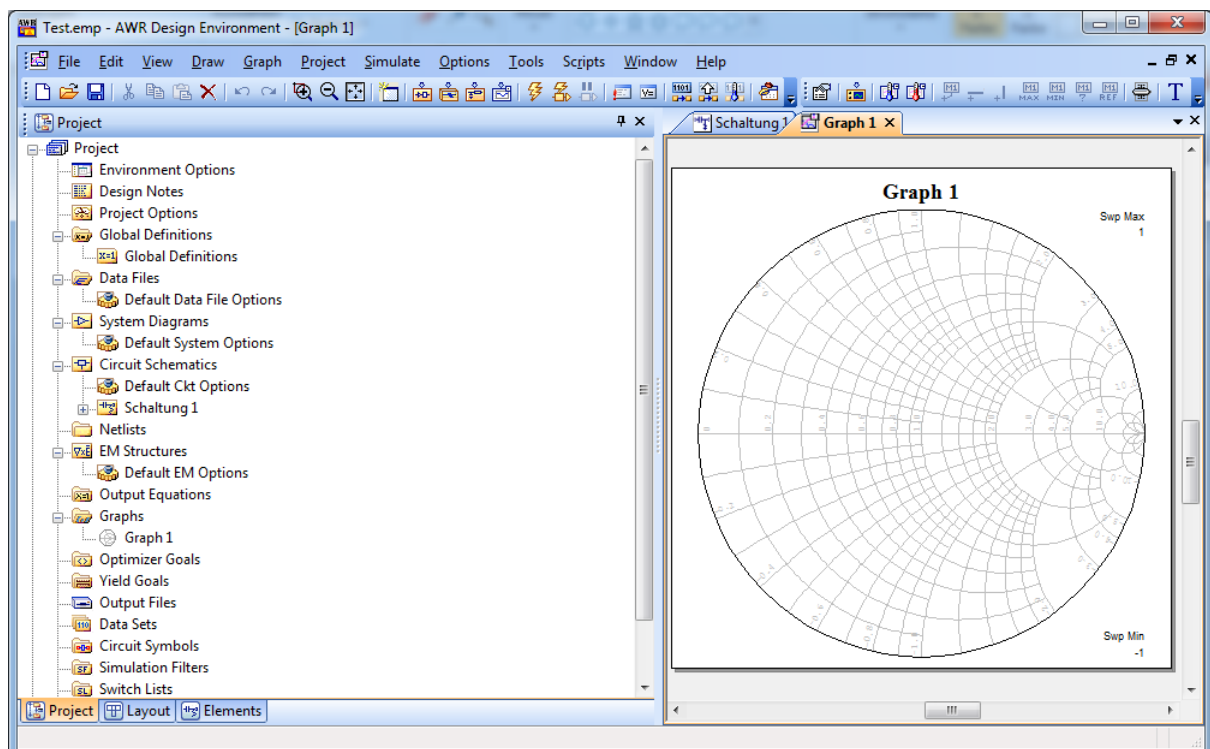 Test.emp - AWR Design Environment - [Graph 1]
File Edit View Draw Graph Project Simulate Options Tools Scripts Window Help
Project
Schaltung 1
Graph 1
Project
Environment Options
Design Notes
Project Options
Global Definitions
Global Definitions
Data Files
Default Data File Options
System Diagrams
Default System Options
Circuit Schematics
Default Ckt Options
Schaltung 1
Netlists
EM Structures
Default EM Options
Output Equations
Graphs
Graph 1
Optimizer Goals
Yield Goals
Output Files
Data Sets
Circuit Symbols
Simulation Filters
Switch Lists
Project Layout Elements
Graph 1
Swp Max
1
Swp Min
-1